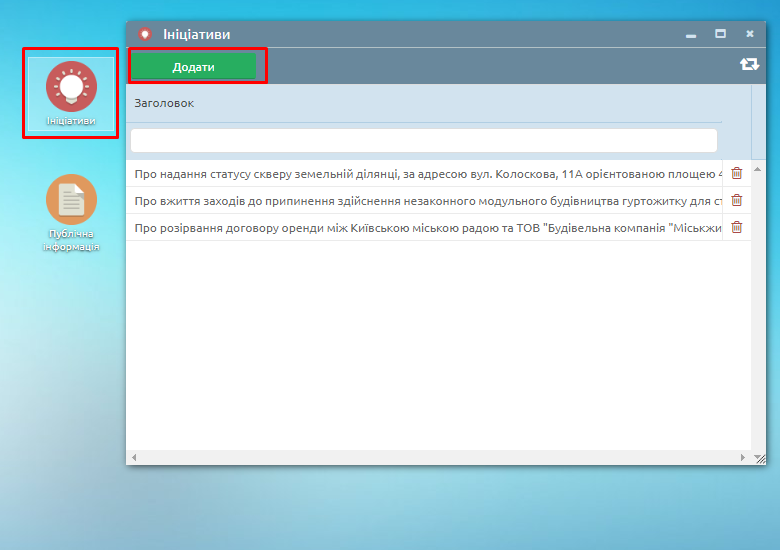 Ініціативи
Додати
Ініціативи
Заголовок
Про надання статусу скверу земельній ділянці, за адресою вул. Колоскова, 11А орієнтованою площею
Про вжиття заходів до припинення здійснення незаконного модульного будівництва гуртожитку для
Про розірвання договору оренди між Київською міською радою та ТОВ "Будівельна компанія "Міськжи
Публічна
інформація